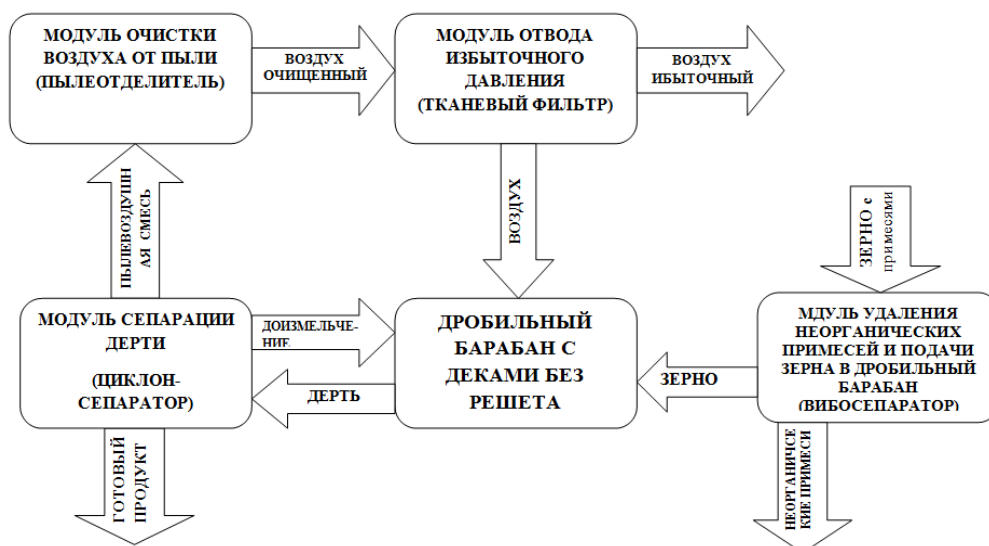 МОДУЛЬ ОЧИСТКИ
ВОЗДУХА ОТ ПЫЛИ
(ПЫЛЕОТДЕЛИТЕЛЬ)
ВОЗДУХ
ОЧИЩЕННЫЙ
МОДУЛЬ ОТВОДА
ИЗБЫТОЧНОГО
ДАВЛЕНИЯ
(ТКАНЕВЫЙ ФИЛЬТР)
ВОЗДУХ
ИБЫТОЧНЫЙ
ПЫЛЕВОЗДУШН
АЯ СМЕСЬ
ВОЗДУХ
ЗЕРНО с
примесями
МОДУЛЬ СЕПАРАЦИИ
ДЕРТИ
(ЦИКЛОН-
СЕПАРАТОР)
ДОИЗМЕЛЬЧЕ-
НИЕ
ДЕРТЬ
ДРОБИЛЬНЫЙ
БАРАБАН С
ДЕКАМИ БЕЗ
РЕШЕТА
ЗЕРНО
МДУЛЬ УДАЛЕНИЯ
НЕОРГАНИЧЕСКИХ
ПРИМЕСЕЙ И ПОДАЧИ
ЗЕРНА В ДРОБИЛЬНЫЙ
БАРАБАН
(ВИБОСЕПАРАТОР)
ГОТОВЫЙ
ПРОДУКТ
НЕОРГАНИЧСЕ
КИЕ ПРИМЕСИ